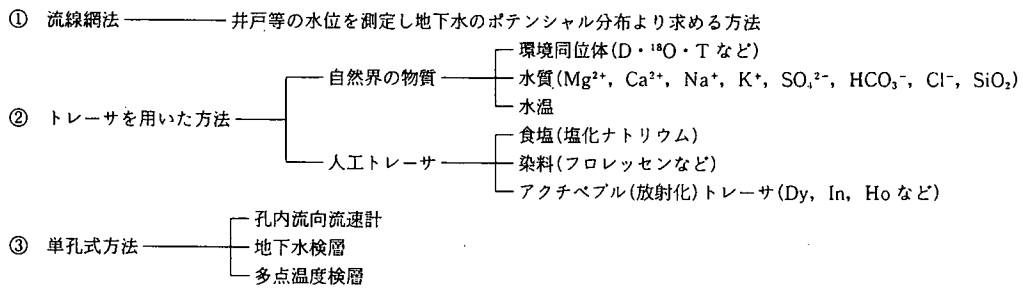 ① 流線網法 井戸等の水位を測定し地下水のポテンシャル分布より求める方法
② トレーサを用いた方法
自然界の物質
環境同位体(D・¹⁸O・Tなど)
水質(Mg²⁺, Ca²⁺, Na⁺, K⁺, SO₄²⁻, HCO₃⁻, Cl⁻, SiO₂)
水温
人工トレーサ
食塩(塩化ナトリウム)
染料(フロレッセンなど)
アクチベブル(放射化)トレーサ(Dy, In, Hoなど)
③ 単孔式方法
孔内流向流速計
地下水検層
多点温度検層